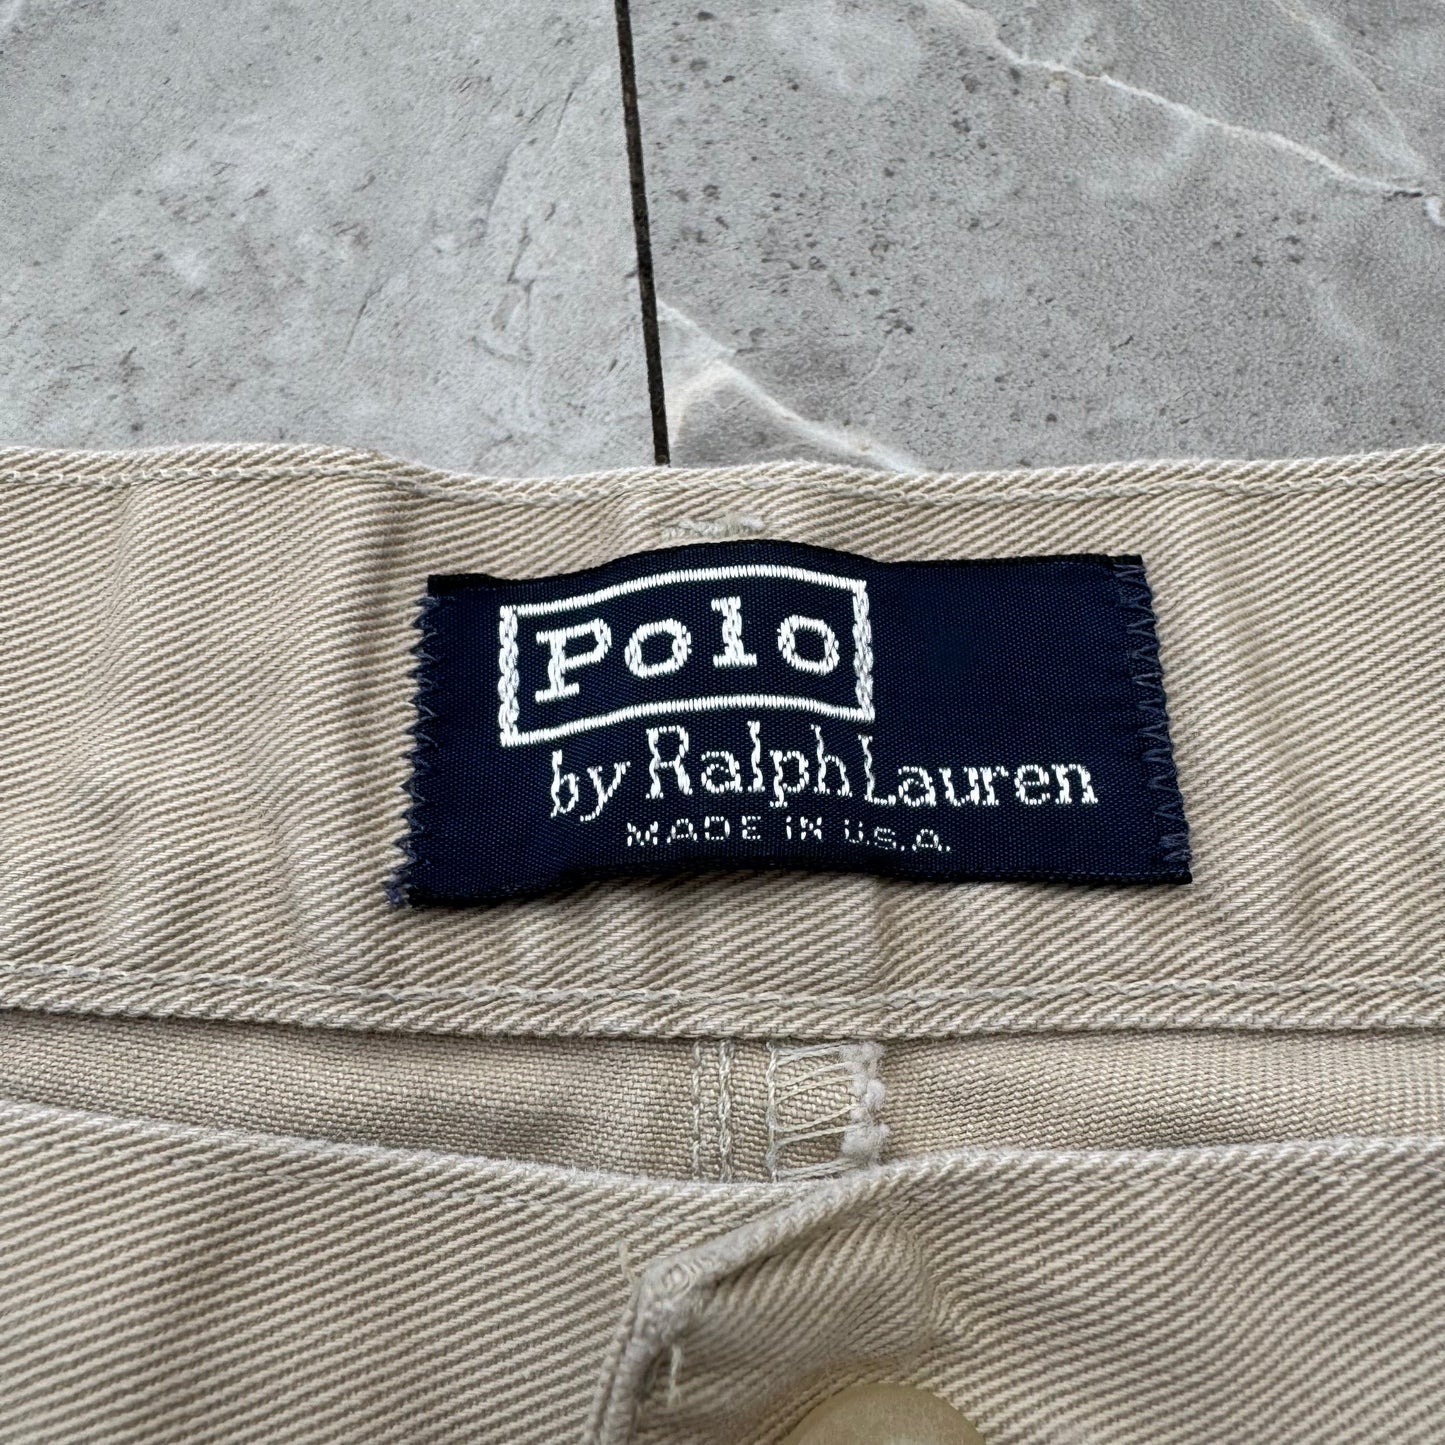 Polo
by Ralph Lauren
MADE IN U.S.A.